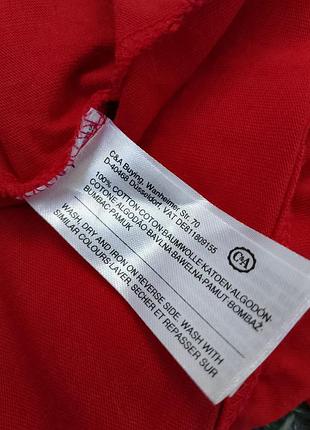 C&A Buying, Wanheimer Str. 70
D-40468 Düsseldorf. VAT DE811809155
100% COTTON·COTON·BAUMWOLLE·KATOEN·ALGODÓN·
COTONE·ALGODÃO·BAVLNA·BAWEŁNA·PAMUT·BOMBAŽ·
BUMBAC·PAMUK
C&A
WASH, DRY AND IRON ON REVERSE SIDE. WASH WITH
SIMILAR COLOURS·LAVER, SECHER ET REPASSER SUR